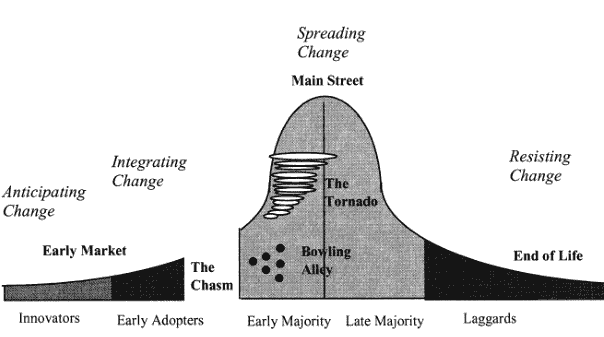 Spreading
Change
Main Street
Integrating
Change
Resisting
Change
Anticipating
Change
The
Tornado
Early Market
Bowling
Alley
End of Life
The
Chasm
Innovators
Early Adopters
Early Majority
Late Majority
Laggards